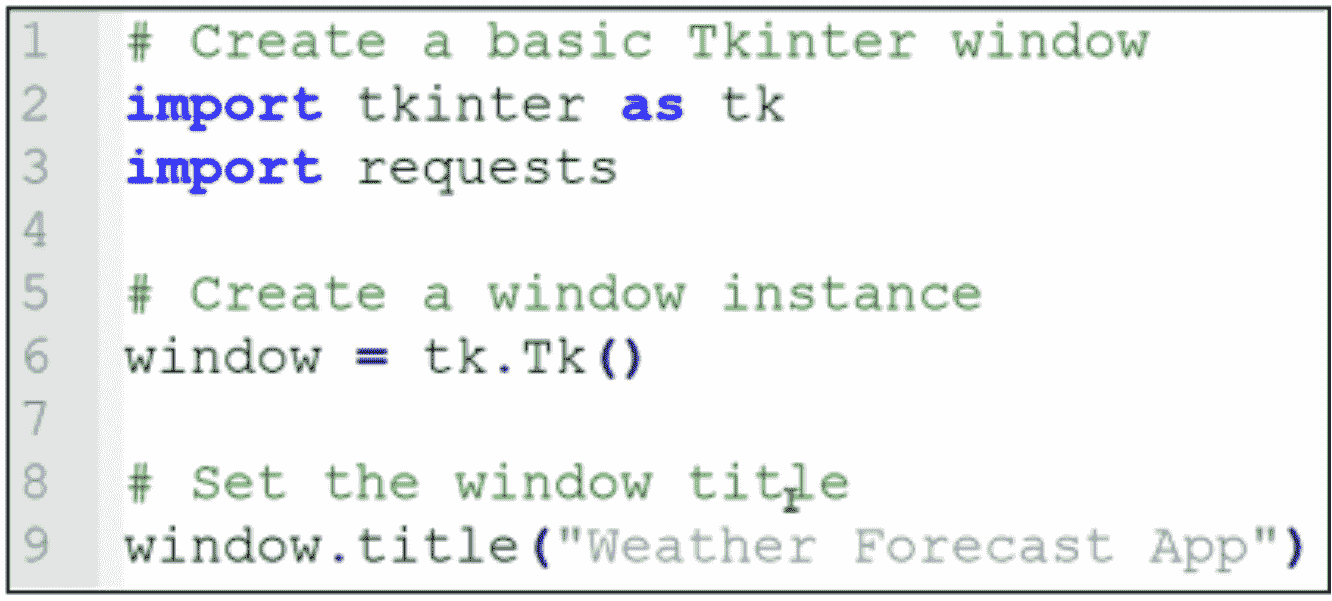 1 # Create a basic Tkinter window
2 import tkinter as tk
3 import requests
4
5 # Create a window instance
6 window = tk.Tk()
7
8 # Set the window title
9 window.title("Weather Forecast App")